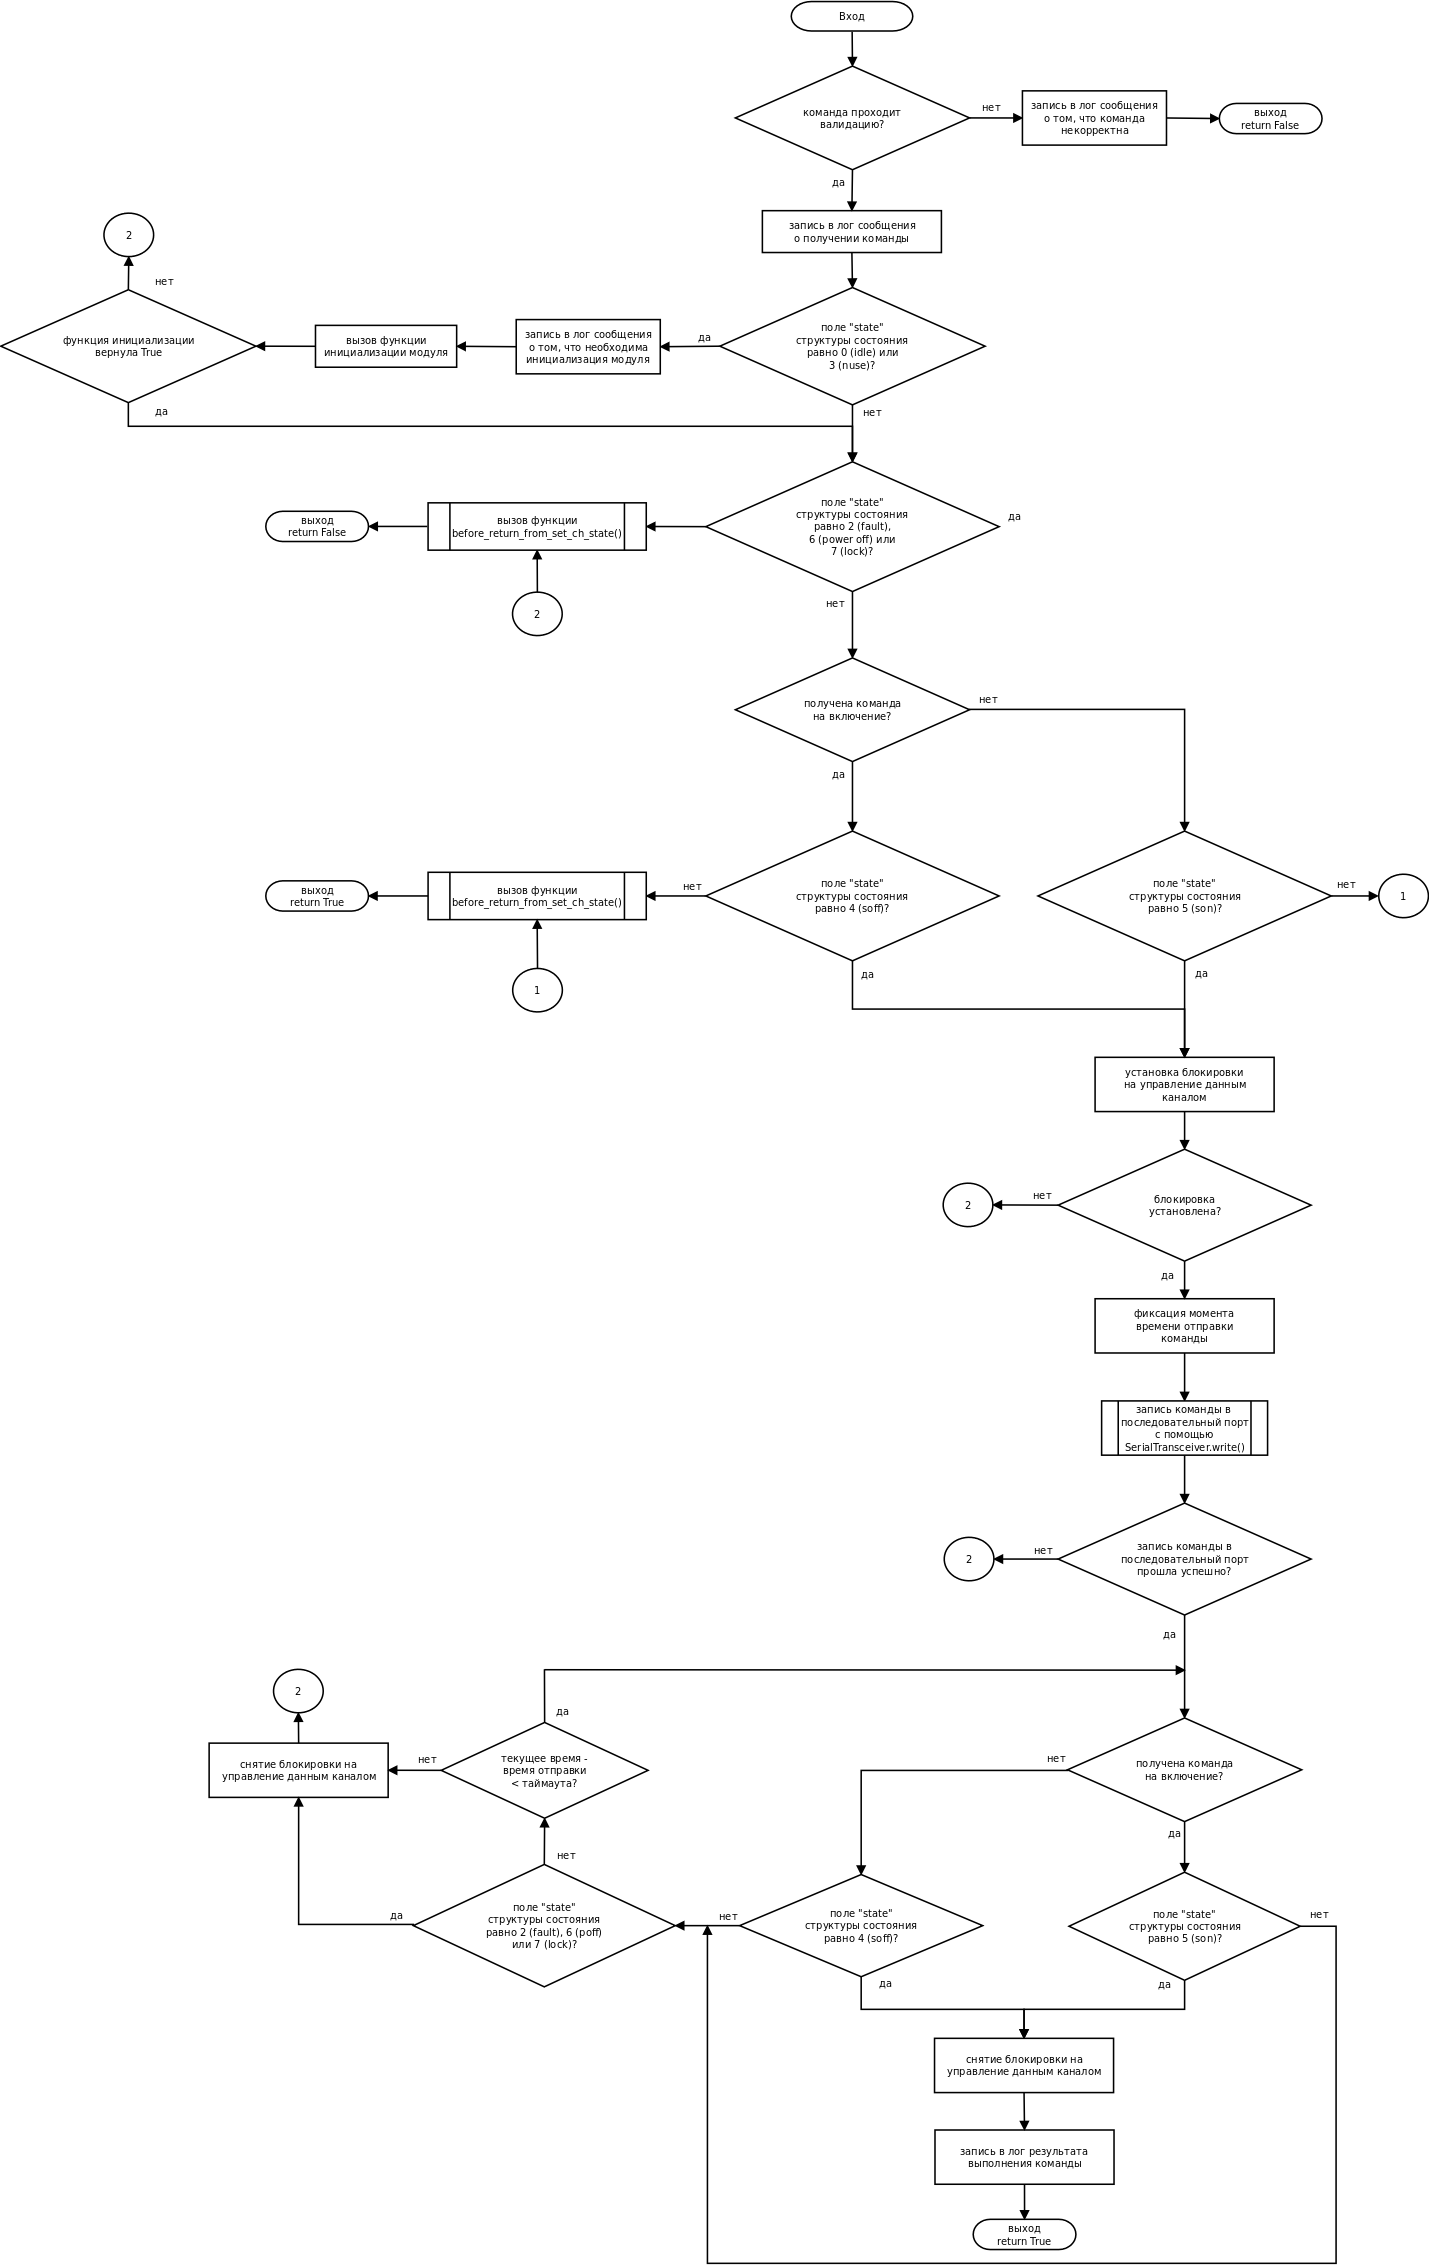 Вход
команда проходит
валидацию?
нет
запись в лог сообщения
о том, что команда
некорректна
выход
return False
да
запись в лог сообщения
о получении команды
2
нет
функция инициализации
вернула True
да
вызов функции
инициализации модуля
запись в лог сообщения
о том, что необходима
инициализация модуля
да
поле "state"
структуры состояния
равно 0 (idle) или
3 (nuse)?
нет
выход
return False
вызов функции
before_return_from_set_ch_state()
2
поле "state"
структуры состояния
равно 2 (fault),
6 (power off) или
7 (lock)?
да
нет
получена команда
на включение?
нет
да
выход
return True
вызов функции
before_return_from_set_ch_state()
1
нет
поле "state"
структуры состояния
равно 4 (soff)?
да
поле "state"
структуры состояния
равно 5 (son)?
нет
1
да
установка блокировки
на управление данным
каналом
2
нет
блокировка
установлена?
да
фиксация момента
времени отправки
команды
запись команды в
последовательный порт
с помощью
SerialTransceiver.write()
2
нет
запись команды в
последовательный порт
прошла успешно?
да
2
снятие блокировки на
управление данным каналом
нет
да
текущее время -
время отправки
< таймаута?
нет
получена команда
на включение?
да
нет
да
поле "state"
структуры состояния
равно 2 (fault), 6 (poff)
или 7 (lock)?
нет
поле "state"
структуры состояния
равно 4 (soff)?
да
поле "state"
структуры состояния
равно 5 (son)?
нет
да
снятие блокировки на
управление данным каналом
запись в лог результата
выполнения команды
выход
return True